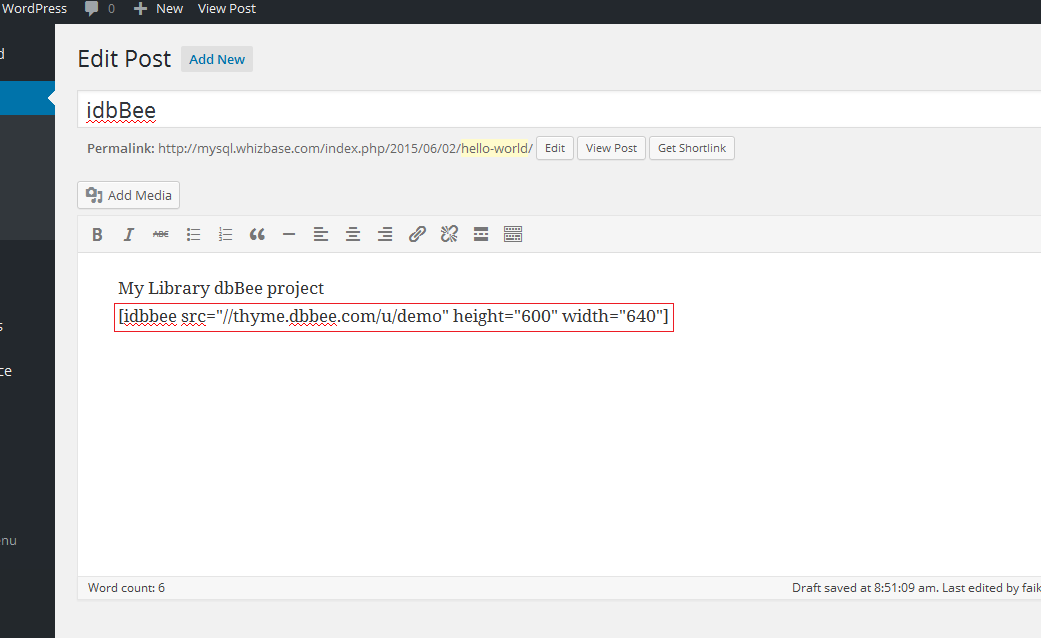 WordPress 0 New View Post
d
Edit Post Add New
idbBee
Permalink: http://mysql.whizbase.com/index.php/2015/06/02/hello-world/ Edit View Post Get Shortlink
Add Media
B I ABC
My Library dbBee project
[idbbee src="//thyme.dbbee.com/u/demo" height="600" width="640"]
s
ce
enu
Word count: 6 Draft saved at 8:51:09 am. Last edited by faik